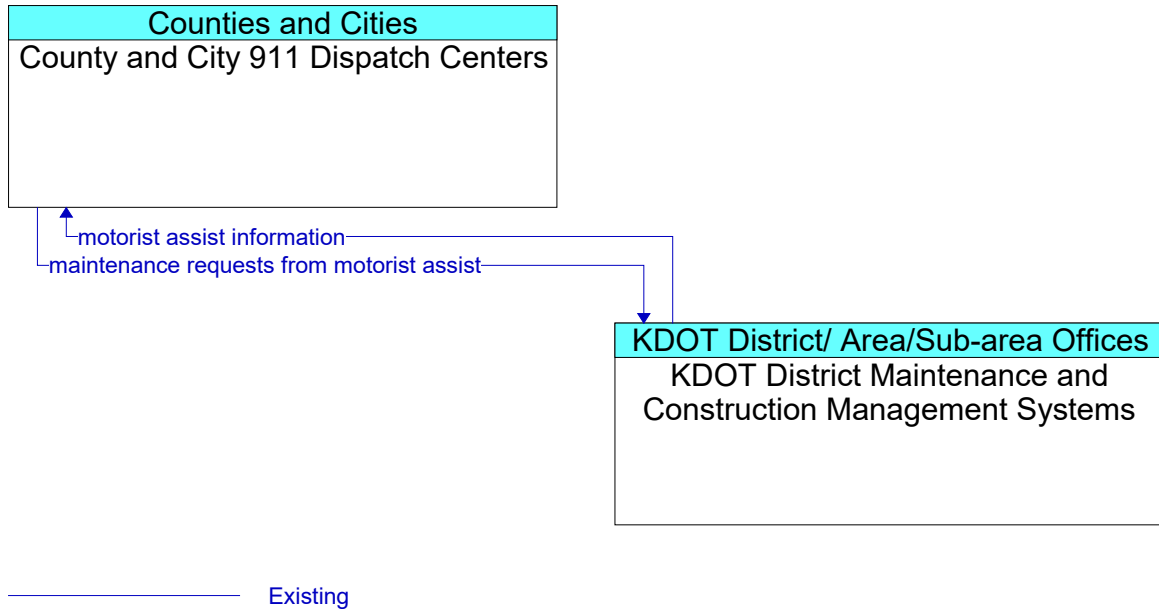 Counties and Cities
County and City 911 Dispatch Centers
motorist assist information
maintenance requests from motorist assist
KDOT District/ Area/Sub-area Offices
KDOT District Maintenance and
Construction Management Systems
Existing